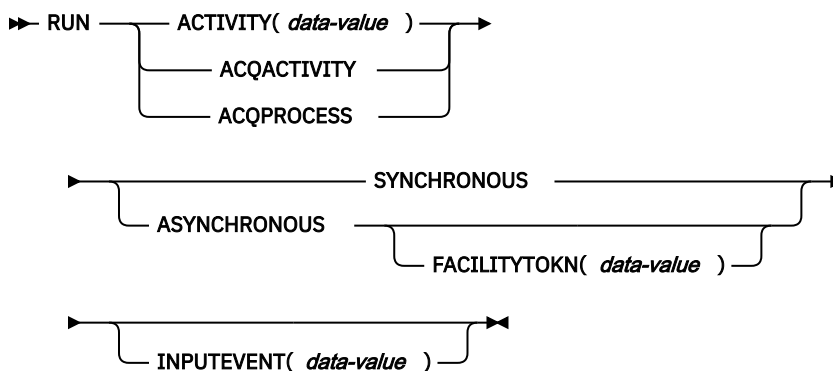 RUN ACTIVITY( data-value )
ACQACTIVITY
ACQPROCESS
SYNCHRONOUS
ASYNCHRONOUS
FACILITYTOKN( data-value )
INPUTEVENT( data-value )